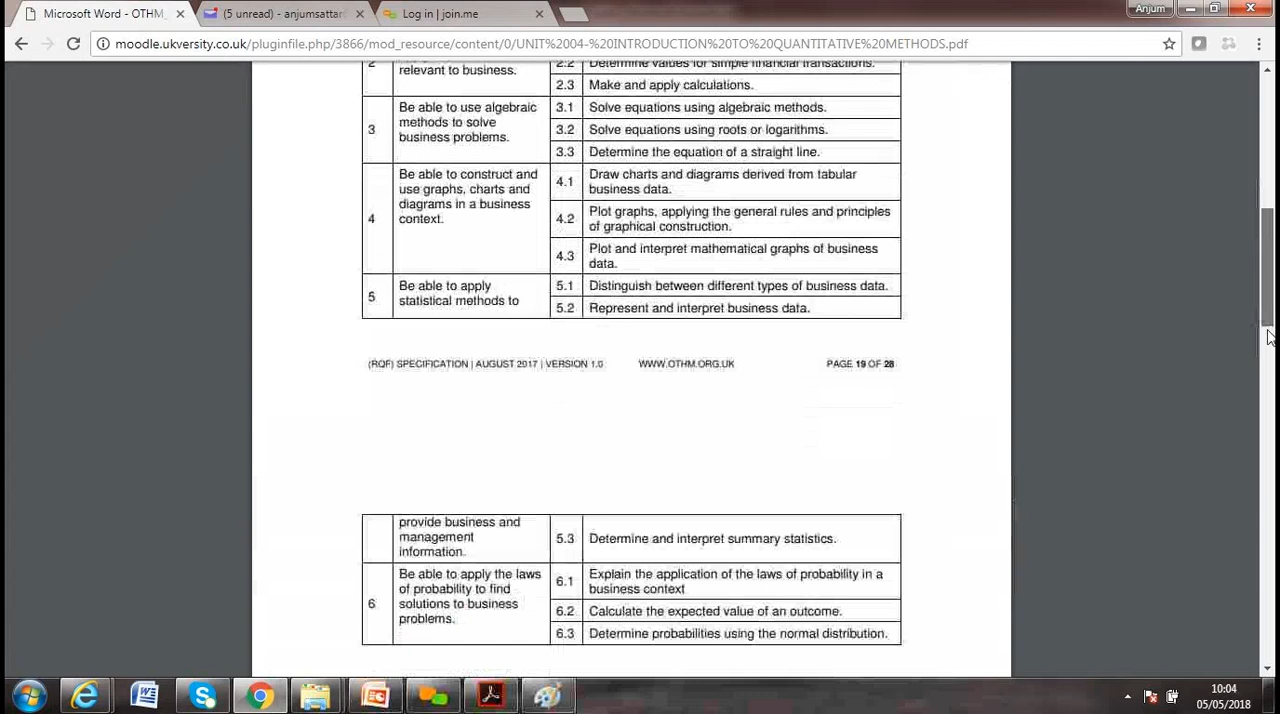 Microsoft Word - OTHM_
(5 unread) - anjumsattar
Log in | join.me
Anjum
moodle.ukversity.co.uk/pluginfile.php/3866/mod_resource/content/0/UNIT%2004-%20INTRODUCTION%20TO%20QUANTITATIVE%20METHODS.pdf
2
relevant to business.
2.2 Determine values for simple financial transactions.
2.3 Make and apply calculations.
3
Be able to use algebraic
methods to solve
business problems.
3.1 Solve equations using algebraic methods.
3.2 Solve equations using roots or logarithms.
3.3 Determine the equation of a straight line.
4
Be able to construct and
use graphs, charts and
diagrams in a business
context.
4.1 Draw charts and diagrams derived from tabular
business data.
4.2 Plot graphs, applying the general rules and principles
of graphical construction.
4.3 Plot and interpret mathematical graphs of business
data.
5
Be able to apply
statistical methods to
5.1 Distinguish between different types of business data.
5.2 Represent and interpret business data.
(RQF) SPECIFICATION | AUGUST 2017 | VERSION 1.0 WWW.OTHM.ORG.UK PAGE 19 OF 28
provide business and
management
information.
5.3 Determine and interpret summary statistics.
6
Be able to apply the laws
of probability to find
solutions to business
problems.
6.1 Explain the application of the laws of probability in a
business context
6.2 Calculate the expected value of an outcome.
6.3 Determine probabilities using the normal distribution.
10:04
05/05/2018